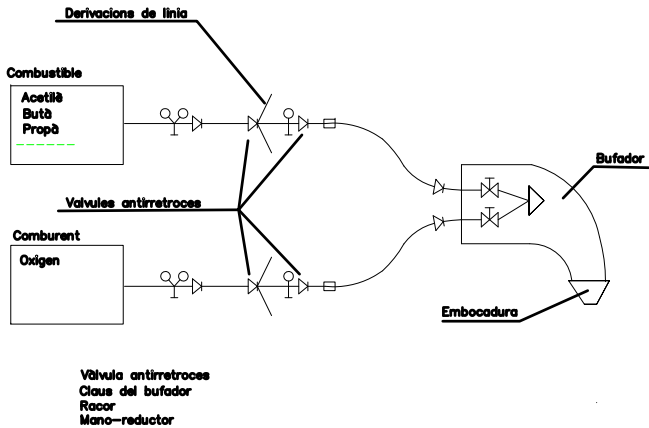 Derivacions de linia
Combustible
Acetilè
Butà
Propà
Bufador
Valvules antirretroces
Comburent
Oxigen
Embocadura
Vàlvula antirretroces
Claus del bufador
Racor
Mano-reductor